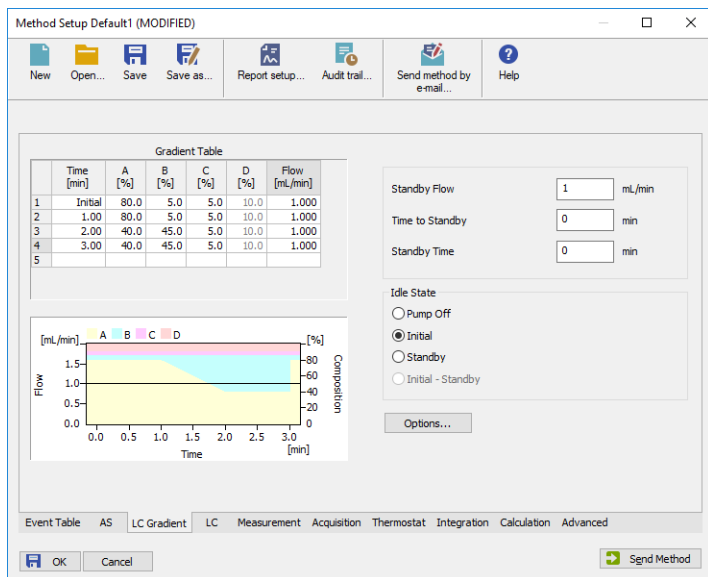 Method Setup Default1 (MODIFIED)
New Open... Save Save as... Report setup... Audit trail... Send method by e-mail... Help
Gradient Table
Time [min] A [%] B [%] C [%] D [%] Flow [mL/min]
1 Initial 80.0 5.0 5.0 10.0 1.000
2 1.00 80.0 5.0 5.0 10.0 1.000
3 2.00 40.0 45.0 5.0 10.0 1.000
4 3.00 40.0 45.0 5.0 10.0 1.000
5
Standby Flow 1 mL/min
Time to Standby 0 min
Standby Time 0 min
Idle State
Pump Off
Initial
Standby
Initial - Standby
Options...
[mL/min] A B C D [%]
1.5 80
60
1.0 40
0.5 20
0.0 0
Flow
Composition
0.0 0.5 1.0 1.5 2.0 2.5 3.0
Time [min]
Event Table AS LC Gradient LC Measurement Acquisition Thermostat Integration Calculation Advanced
OK Cancel Send Method